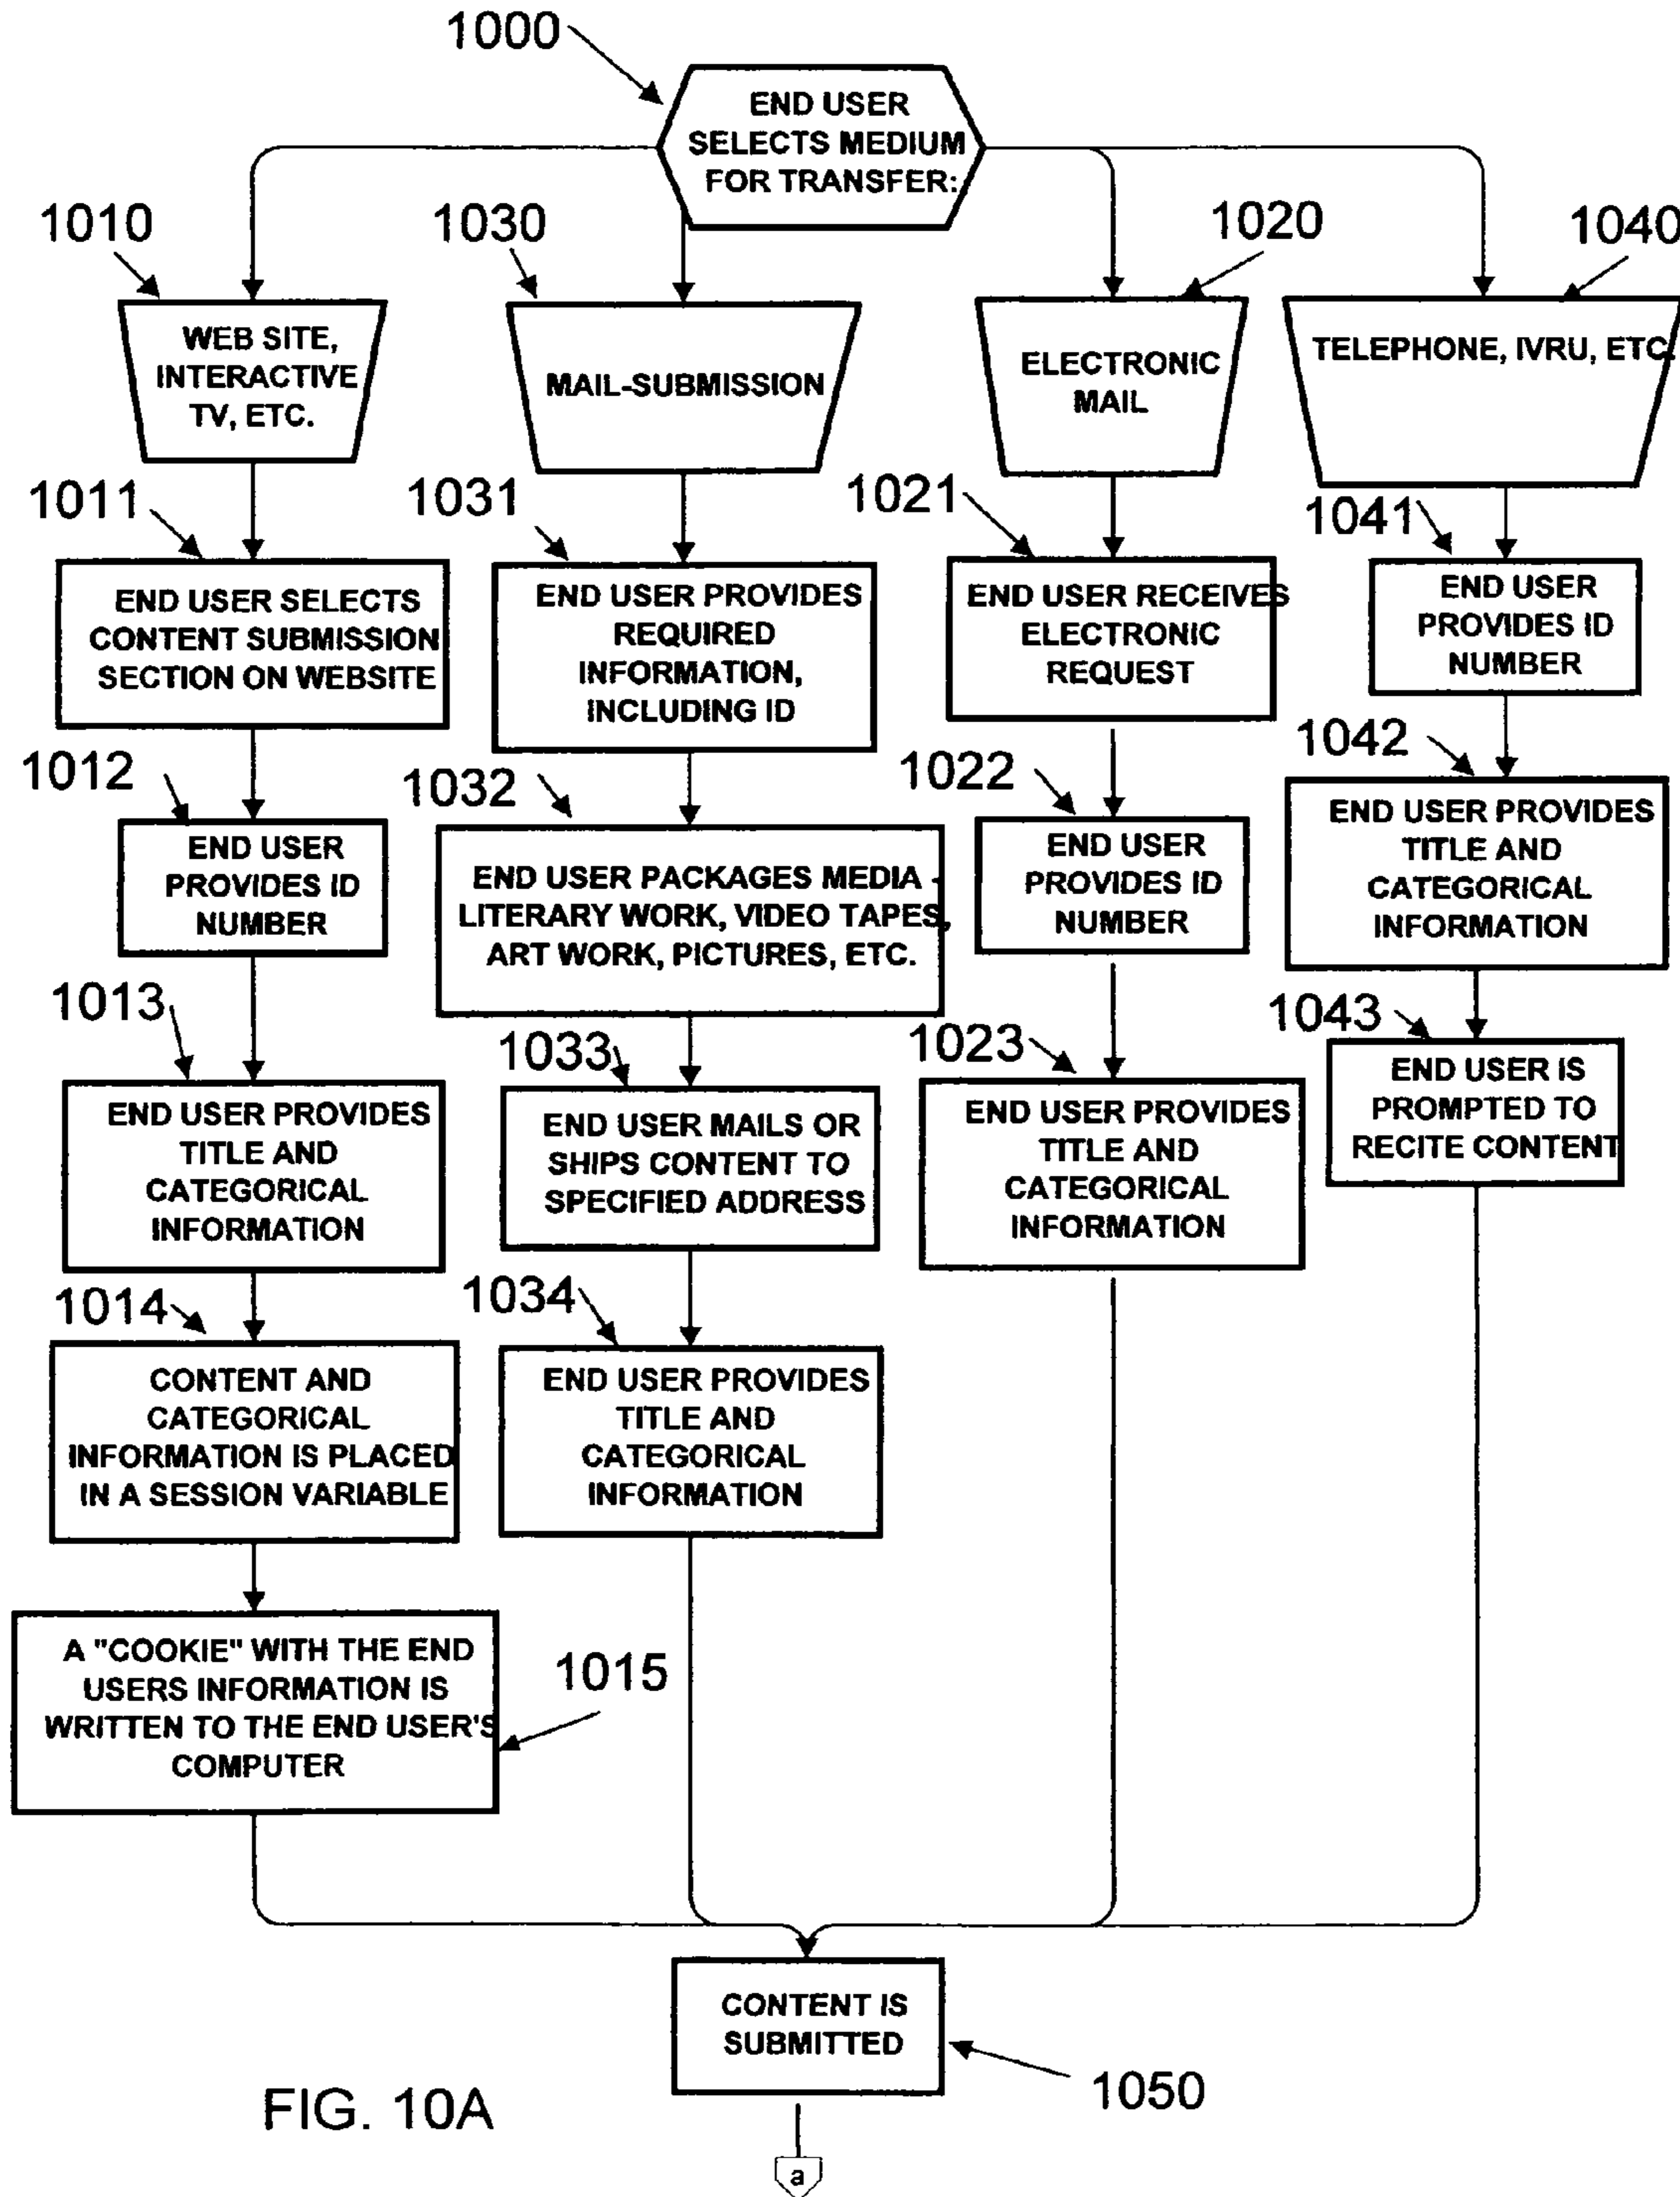 1000
END USER
SELECTS MEDIUM
FOR TRANSFER:
1010
1030
1020
1040
WEB SITE,
INTERACTIVE
TV, ETC.
MAIL-SUBMISSION
ELECTRONIC
MAIL
TELEPHONE, IVRU, ETC.
1011
END USER SELECTS
CONTENT SUBMISSION
SECTION ON WEBSITE
1031
END USER PROVIDES
REQUIRED
INFORMATION,
INCLUDING ID
1021
END USER RECEIVES
ELECTRONIC
REQUEST
1041
END USER
PROVIDES ID
NUMBER
1012
END USER
PROVIDES ID
NUMBER
1032
END USER PACKAGES MEDIA -
LITERARY WORK, VIDEO TAPES,
ART WORK, PICTURES, ETC.
1022
END USER
PROVIDES ID
NUMBER
1042
END USER PROVIDES
TITLE AND
CATEGORICAL
INFORMATION
1013
END USER PROVIDES
TITLE AND
CATEGORICAL
INFORMATION
1033
END USER MAILS OR
SHIPS CONTENT TO
SPECIFIED ADDRESS
1023
END USER PROVIDES
TITLE AND
CATEGORICAL
INFORMATION
1043
END USER IS
PROMPTED TO
RECITE CONTENT
1014
CONTENT AND
CATEGORICAL
INFORMATION IS PLACED
IN A SESSION VARIABLE
1034
END USER PROVIDES
TITLE AND
CATEGORICAL
INFORMATION
A "COOKIE" WITH THE END
USERS INFORMATION IS
WRITTEN TO THE END USER'S
COMPUTER
1015
CONTENT IS
SUBMITTED
1050
FIG. 10A
a